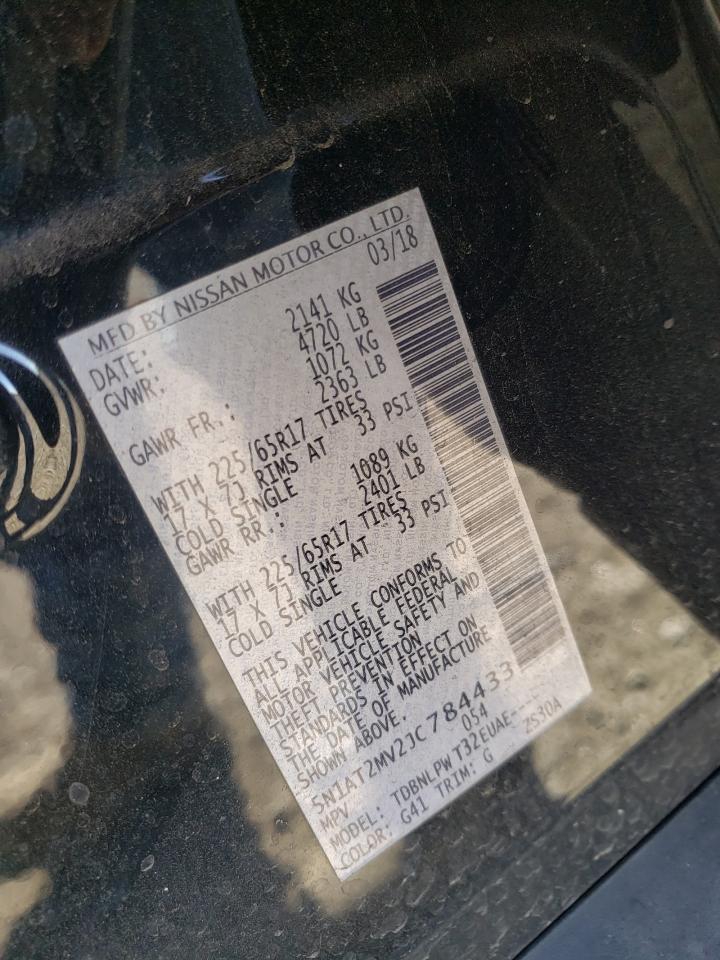 MFD BY NISSAN MOTOR CO., LTD.
DATE: 03/18
GVWR: 2141 KG
4720 LB
GAWR FR.: 1072 KG
2363 LB
WITH 225/65R17 TIRES
17 X 7J RIMS AT 33 PSI
COLD SINGLE
GAWR RR.: 1089 KG
2401 LB
WITH 225/65R17 TIRES
17 X 7J RIMS AT 33 PSI
COLD SINGLE
THIS VEHICLE CONFORMS TO
ALL APPLICABLE FEDERAL
MOTOR VEHICLE SAFETY AND
THEFT PREVENTION
STANDARDS IN EFFECT ON
THE DATE OF MANUFACTURE
SHOWN ABOVE.
5N1AT2MV2JC784433
MPV 054
MODEL: TDBNLPW T32EUAE---
COLOR: G41 TRIM: G ZS30A